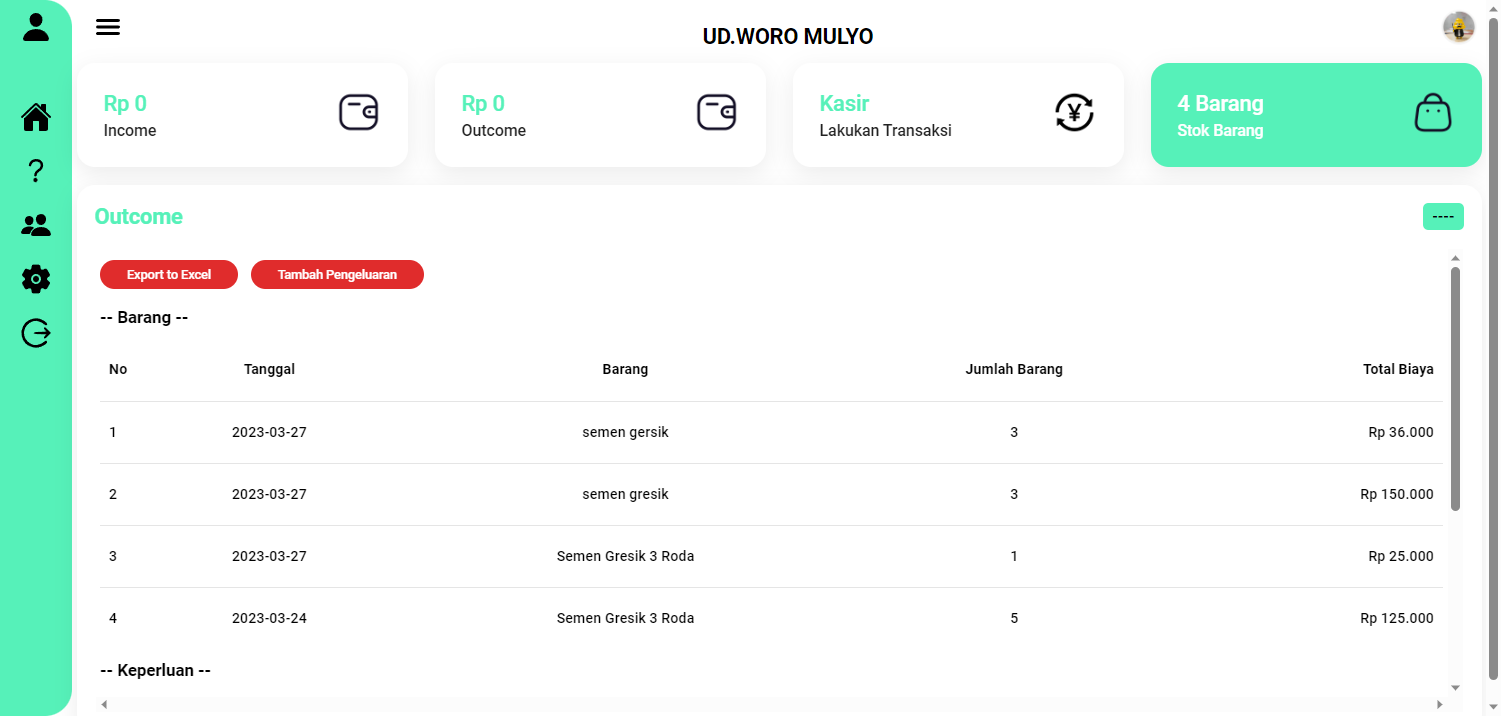 UD.WORO MULYO
Rp 0
Income
Rp 0
Outcome
Kasir
Lakukan Transaksi
¥
4 Barang
Stok Barang
Outcome
----
Export to Excel Tambah Pengeluaran
-- Barang --
No Tanggal Barang Jumlah Barang Total Biaya
1 2023-03-27 semen gersik 3 Rp 36.000
2 2023-03-27 semen gresik 3 Rp 150.000
3 2023-03-27 Semen Gresik 3 Roda 1 Rp 25.000
4 2023-03-24 Semen Gresik 3 Roda 5 Rp 125.000
-- Keperluan --